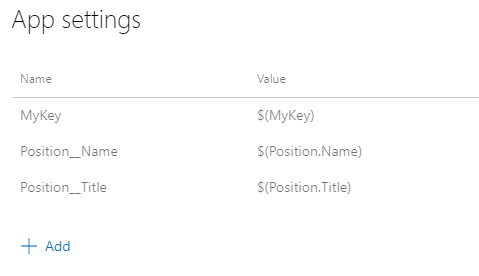 App settings
Name Value
MyKey $(MyKey)
Position__Name $(Position.Name)
Position__Title $(Position.Title)
+ Add